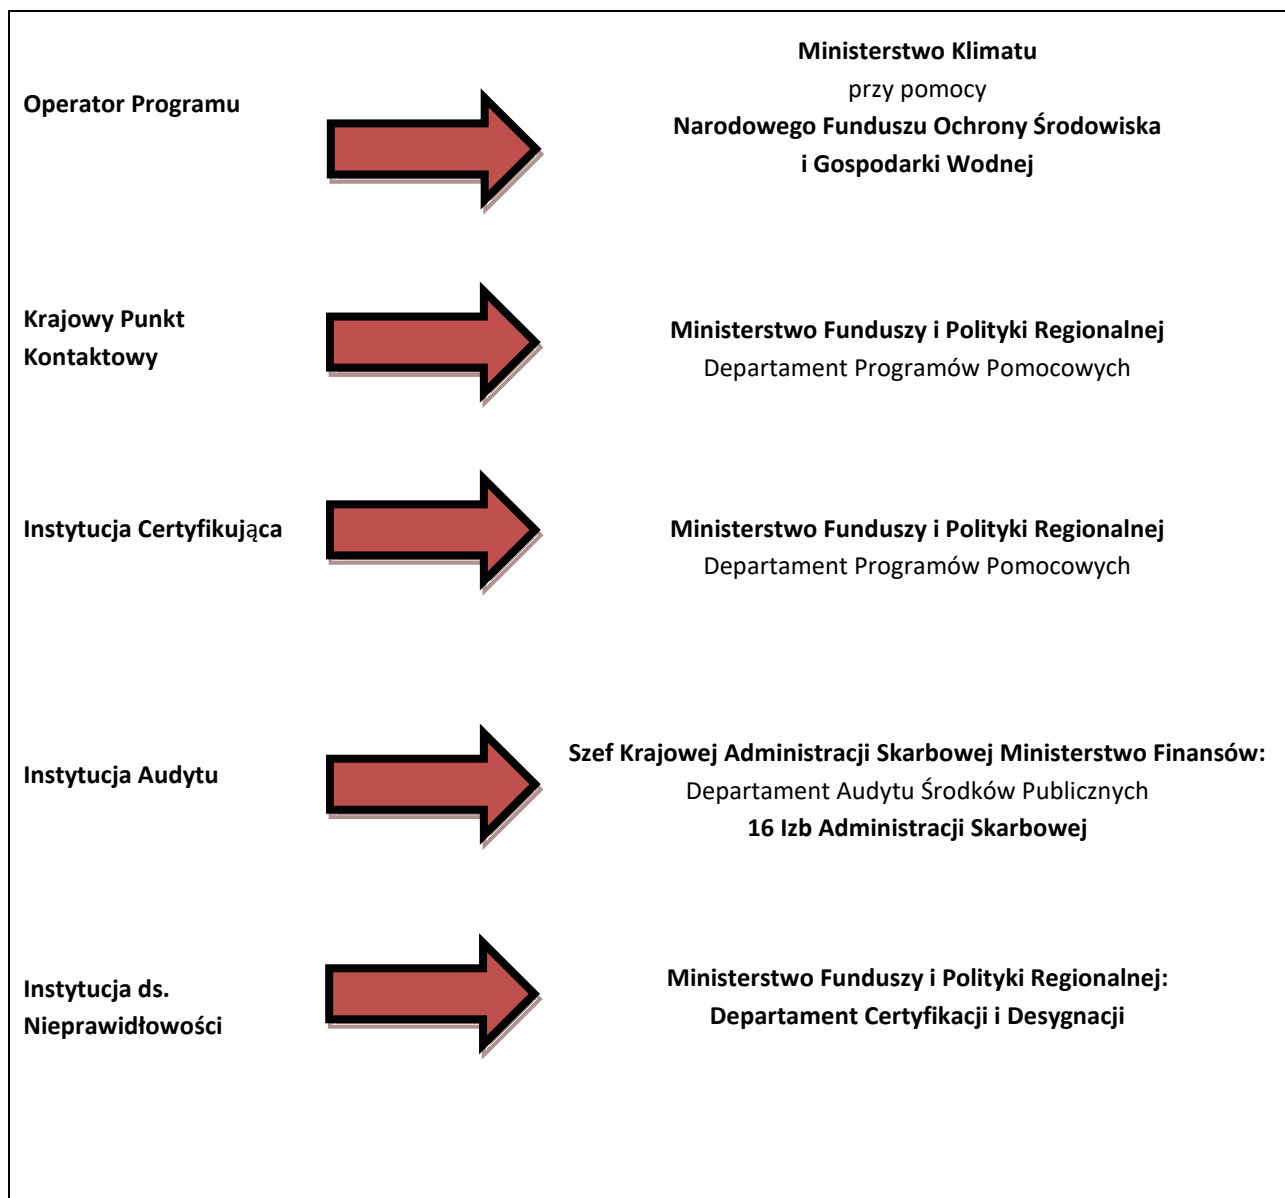 Operator Programu
Ministerstwo Klimatu
przy pomocy
Narodowego Funduszu Ochrony Środowiska
i Gospodarki Wodnej
Krajowy Punkt
Kontaktowy
Ministerstwo Funduszy i Polityki Regionalnej
Departament Programów Pomocowych
Instytucja Certyfikująca
Ministerstwo Funduszy i Polityki Regionalnej
Departament Programów Pomocowych
Instytucja Audytu
Szef Krajowej Administracji Skarbowej Ministerstwo Finansów:
Departament Audytu Środków Publicznych
16 Izb Administracji Skarbowej
Instytucja ds.
Nieprawidłowości
Ministerstwo Funduszy i Polityki Regionalnej:
Departament Certyfikacji i Desygnacji